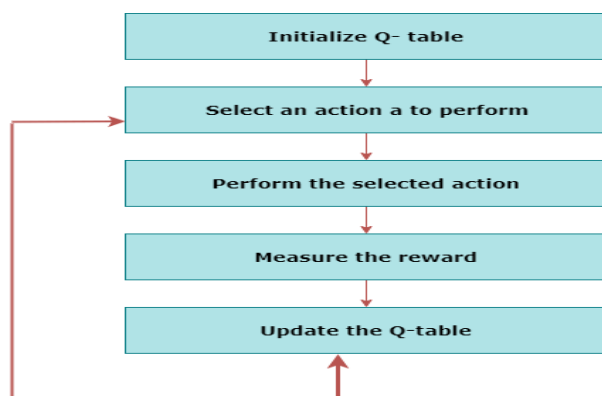 Initialize Q- table
Select an action a to perform
Perform the selected action
Measure the reward
Update the Q-table